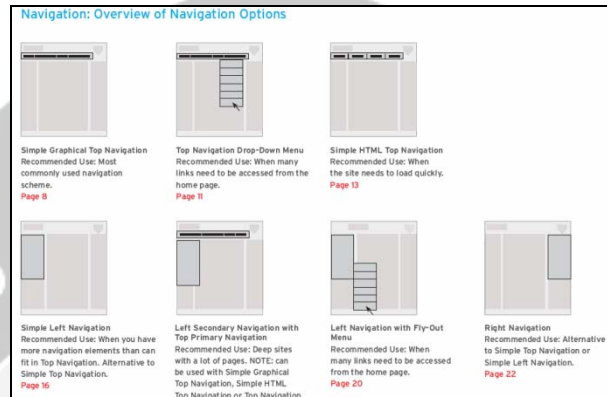 Navigation: Overview of Navigation Options
Simple Graphical Top Navigation
Recommended Use: Most
commonly used navigation
scheme.
Page 8
Top Navigation Drop-Down Menu
Recommended Use: When many
links need to be accessed from the
home page.
Page 11
Simple HTML Top Navigation
Recommended Use: When
the site needs to load quickly.
Page 13
Simple Left Navigation
Recommended Use: When you have
more navigation elements than can
fit in Top Navigation. Alternative to
Simple Top Navigation.
Page 16
Left Secondary Navigation with
Top Primary Navigation
Recommended Use: Deep sites
with a lot of pages. NOTE: can
be used with Simple Graphical
Top Navigation, Simple HTML
Top Navigation or Top Navigation
Left Navigation with Fly-Out
Menu
Recommended Use: When
many links need to be accessed
from the home page.
Page 20
Right Navigation
Recommended Use: Alternative
to Simple Top Navigation or
Simple Left Navigation.
Page 22